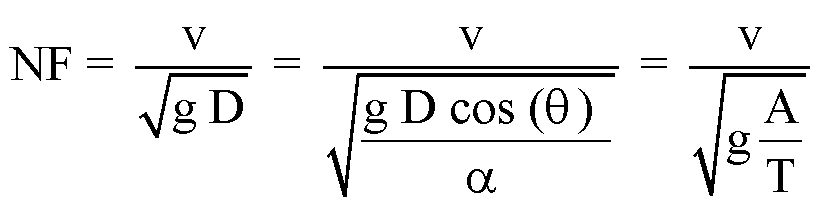 NF = v / √(g D) = v / √(g D cos (θ) / α) = v / √(g A/T)